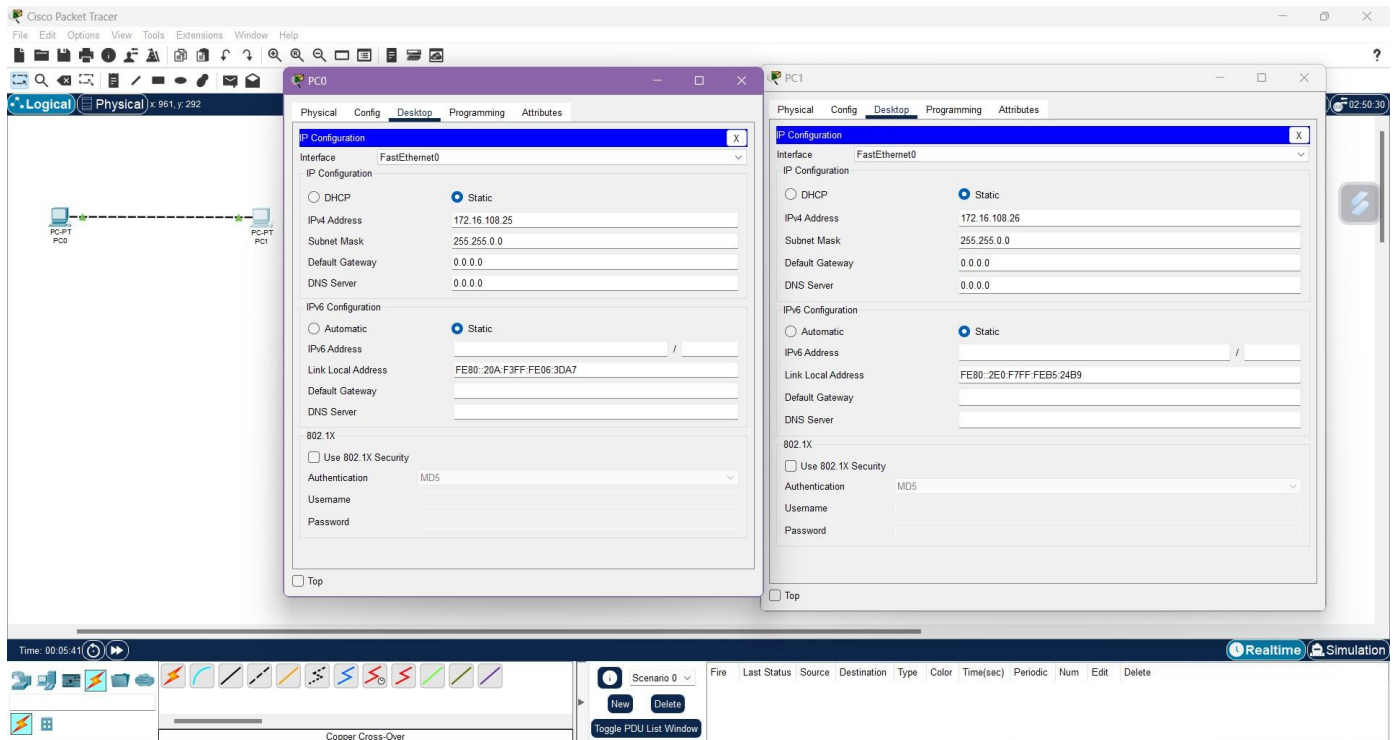 Cisco Packet Tracer
File Edit Options View Tools Extensions Window Help
?
Logical Physical x: 961, y: 292
02:50:30
PC-PT
PC0
PC-PT
PC1
PC0
Physical Config Desktop Programming Attributes
IP Configuration X
Interface FastEthernet0
IP Configuration
DHCP Static
IPv4 Address 172.16.108.25
Subnet Mask 255.255.0.0
Default Gateway 0.0.0.0
DNS Server 0.0.0.0
IPv6 Configuration
Automatic Static
IPv6 Address /
Link Local Address FE80::20A:F3FF:FE06:3DA7
Default Gateway
DNS Server
802.1X
Use 802.1X Security
Authentication MD5
Username
Password
Top
PC1
Physical Config Desktop Programming Attributes
IP Configuration X
Interface FastEthernet0
IP Configuration
DHCP Static
IPv4 Address 172.16.108.26
Subnet Mask 255.255.0.0
Default Gateway 0.0.0.0
DNS Server 0.0.0.0
IPv6 Configuration
Automatic Static
IPv6 Address /
Link Local Address FE80::2E0:F7FF:FEB5:24B9
Default Gateway
DNS Server
802.1X
Use 802.1X Security
Authentication MD5
Username
Password
Top
Time: 00:05:41
Realtime Simulation
Scenario 0
New Delete
Toggle PDU List Window
Fire Last Status Source Destination Type Color Time(sec) Periodic Num Edit Delete
Copper Cross-Over